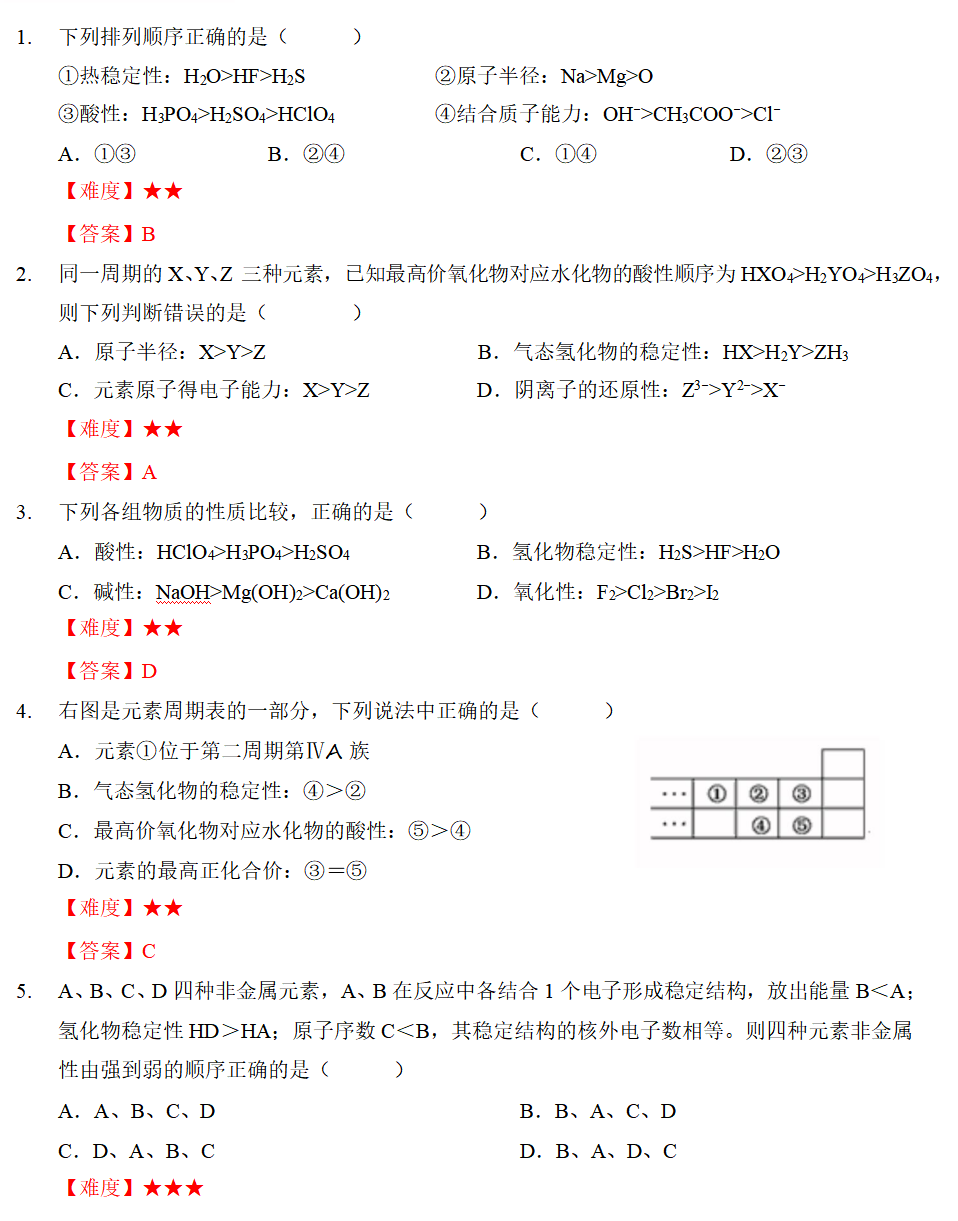 1. 下列排列顺序正确的是（ ）
①热稳定性：H₂O>HF>H₂S ②原子半径：Na>Mg>O
③酸性：H₃PO₄>H₂SO₄>HClO₄ ④结合质子能力：OH⁻>CH₃COO⁻>Cl⁻
A．①③ B．②④ C．①④ D．②③
【难度】★★
【答案】B
2. 同一周期的 X、Y、Z 三种元素，已知最高价氧化物对应水化物的酸性顺序为 HXO₄>H₂YO₄>H₃ZO₄，
则下列判断错误的是（ ）
A．原子半径：X>Y>Z B．气态氢化物的稳定性：HX>H₂Y>ZH₃
C．元素原子得电子能力：X>Y>Z D．阴离子的还原性：Z³⁻>Y²⁻>X⁻
【难度】★★
【答案】A
3. 下列各组物质的性质比较，正确的是（ ）
A．酸性：HClO₄>H₃PO₄>H₂SO₄ B．氢化物稳定性：H₂S>HF>H₂O
C．碱性：NaOH>Mg(OH)₂>Ca(OH)₂ D．氧化性：F₂>Cl₂>Br₂>I₂
【难度】★★
【答案】D
4. 右图是元素周期表的一部分，下列说法中正确的是（ ）
A．元素①位于第二周期第ⅣA 族
B．气态氢化物的稳定性：④＞②
C．最高价氧化物对应水化物的酸性：⑤＞④
D．元素的最高正化合价：③＝⑤
… ① ② ③
… ④ ⑤
【难度】★★
【答案】C
5. A、B、C、D 四种非金属元素，A、B 在反应中各结合 1 个电子形成稳定结构，放出能量 B＜A；
氢化物稳定性 HD＞HA；原子序数 C＜B，其稳定结构的核外电子数相等。则四种元素非金属
性由强到弱的顺序正确的是（ ）
A．A、B、C、D B．B、A、C、D
C．D、A、B、C D．B、A、D、C
【难度】★★★